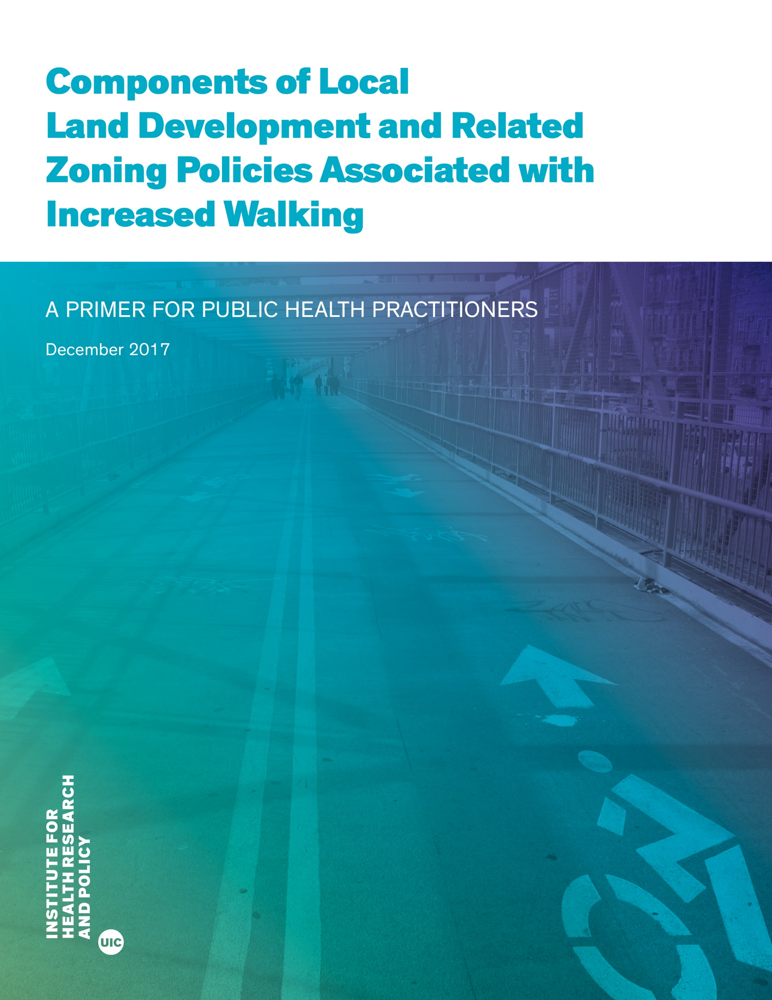 Components of Local
Land Development and Related
Zoning Policies Associated with
Increased Walking
A PRIMER FOR PUBLIC HEALTH PRACTITIONERS
December 2017
INSTITUTE FOR
HEALTH RESEARCH
AND POLICY
UIC